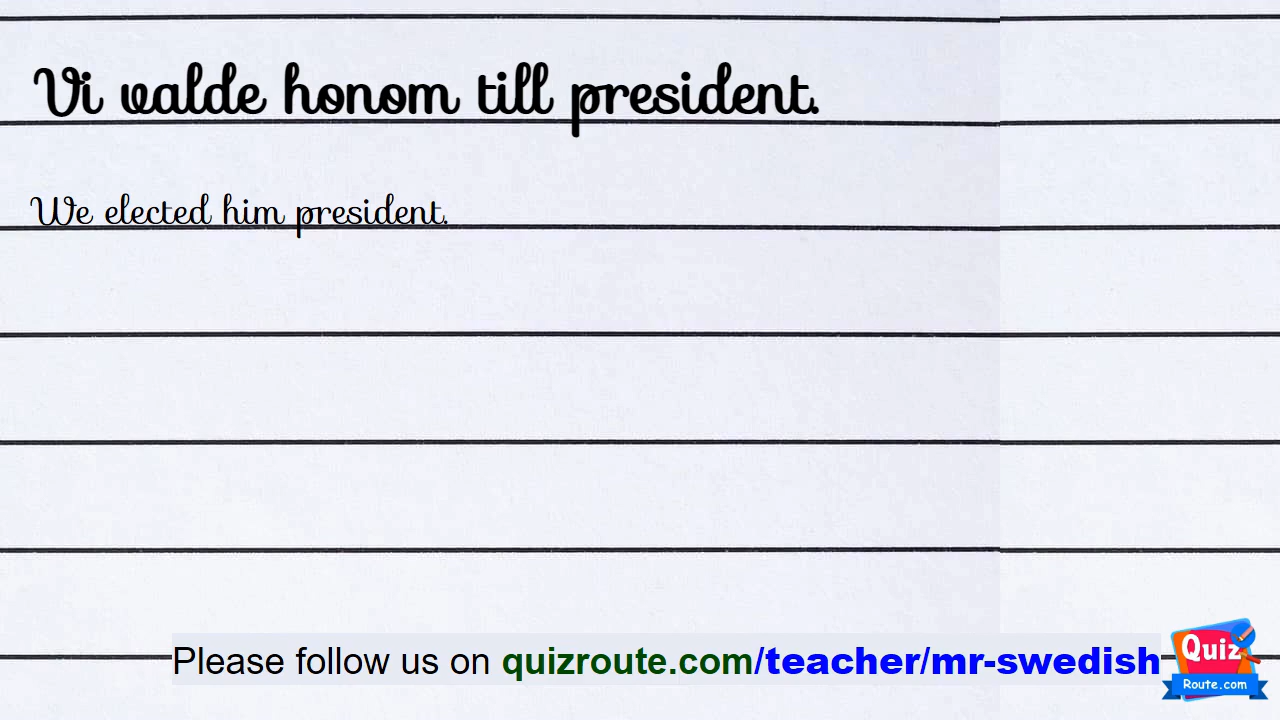 Vi valde honom till president.
We elected him president.
Please follow us on quizroute.com/teacher/mr-swedish
Quiz
Route.com